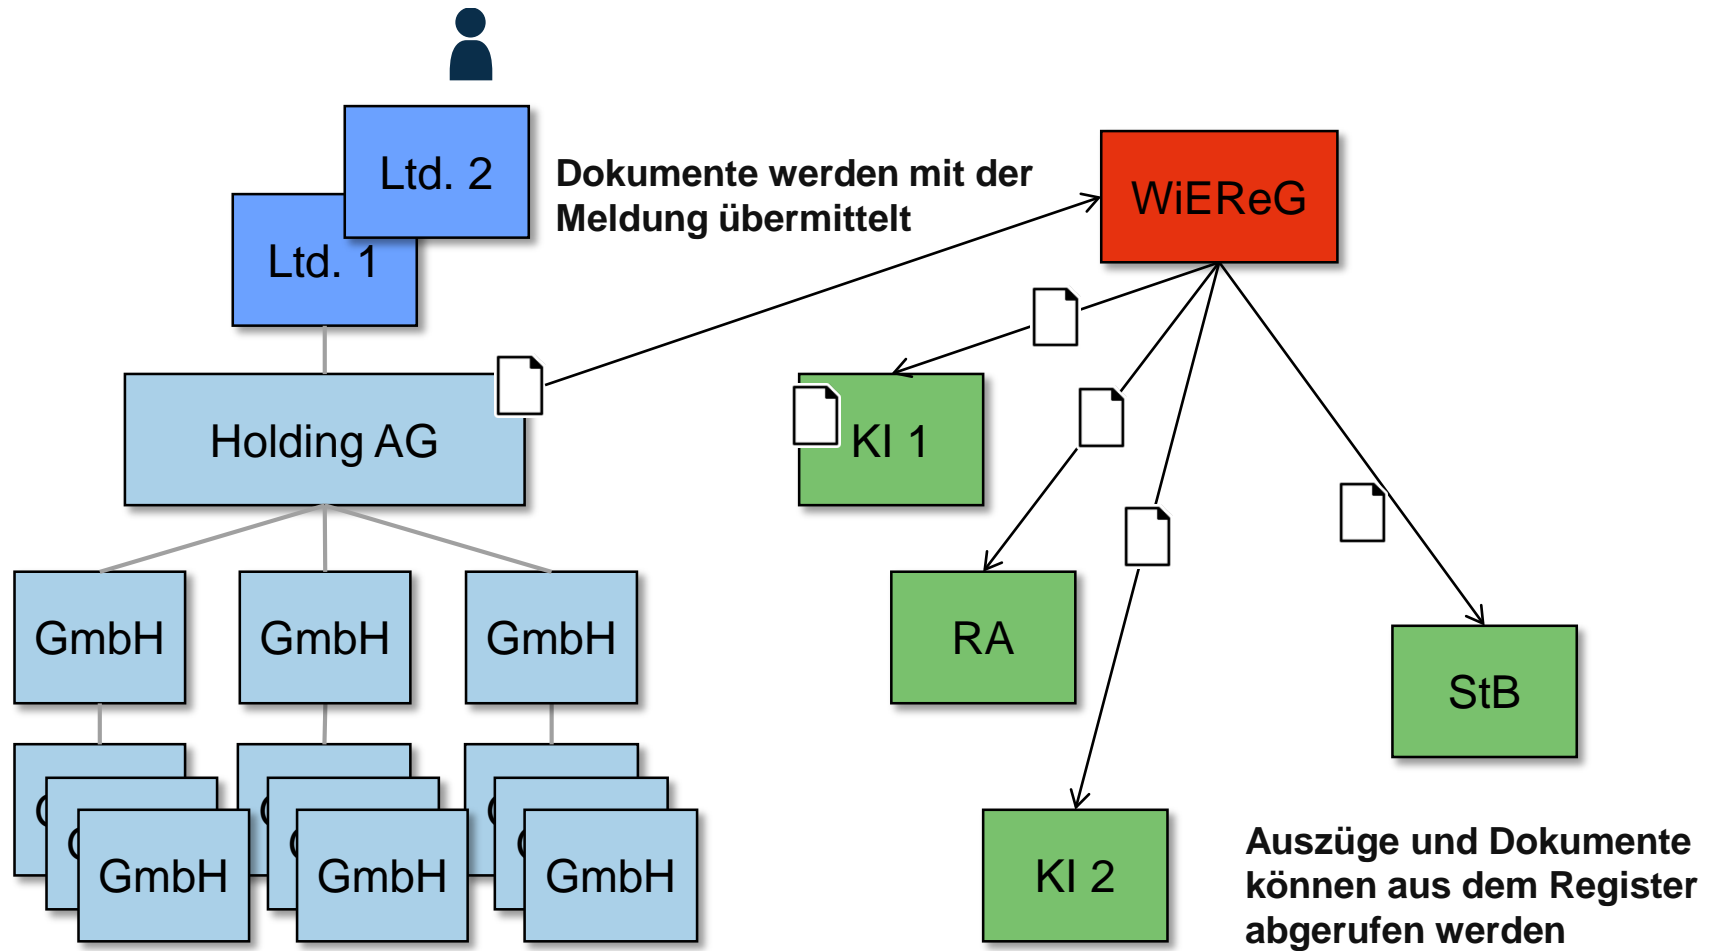 Ltd. 2
Ltd. 1
Dokumente werden mit der
Meldung übermittelt
WiEReG
Holding AG
KI 1
GmbH
GmbH
GmbH
RA
StB
GmbH
GmbH
GmbH
KI 2
Auszüge und Dokumente
können aus dem Register
abgerufen werden